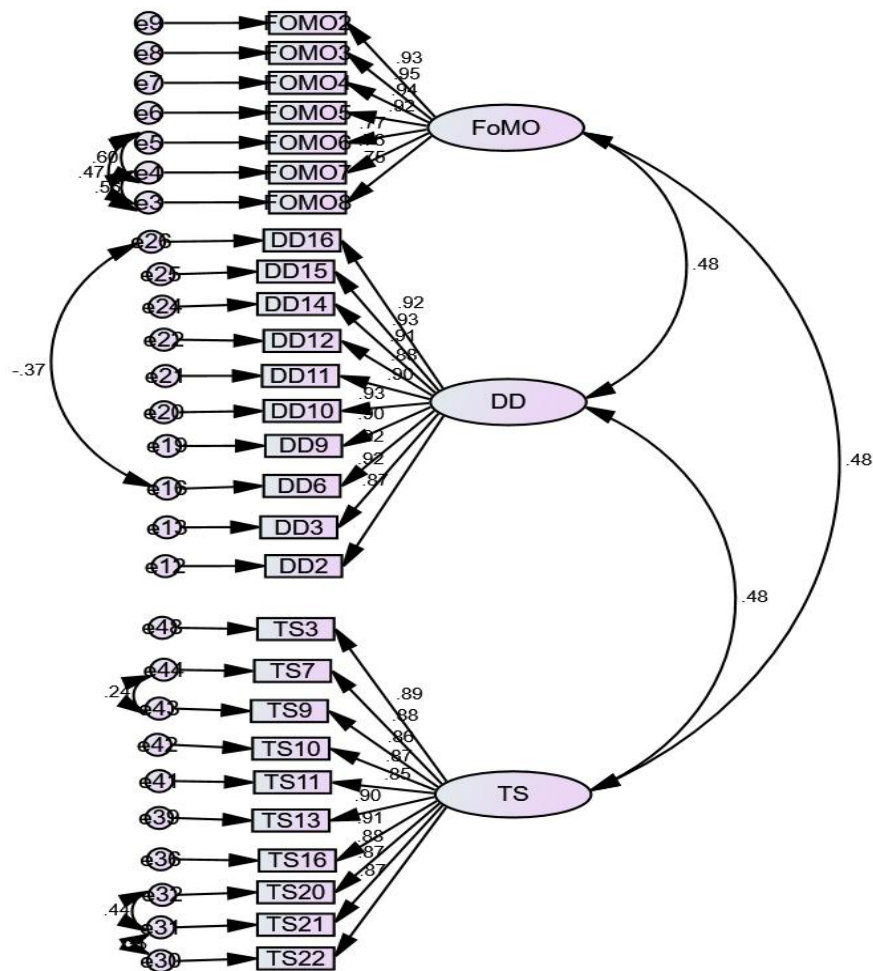 e9 FOMO2
e8 FOMO3 .93
e7 FOMO4 .95
.94
e6 FOMO5 .92
FoMO
e5 FOMO6 .77
.60
e4 FOMO7
.47 .75
e3 FOMO8
e26 DD16
e25 DD15 .48
e24 DD14 .92
.93
e22 DD12 .91
.88
-.37 e21 DD11 .90
.93 DD
e20 DD10 .90
e19 DD9
.92 .48
e16 DD6 .87
e13 DD3
e12 DD2
.48
e48 TS3
e44 TS7
.24 .89
e43 TS9 .88
.86
e42 TS10 .87
e41 TS11 .85
.90 TS
e39 TS13 .91
.88
e36 TS16 .87
.87
e32 TS20
.44
e31 TS21
e30 TS22